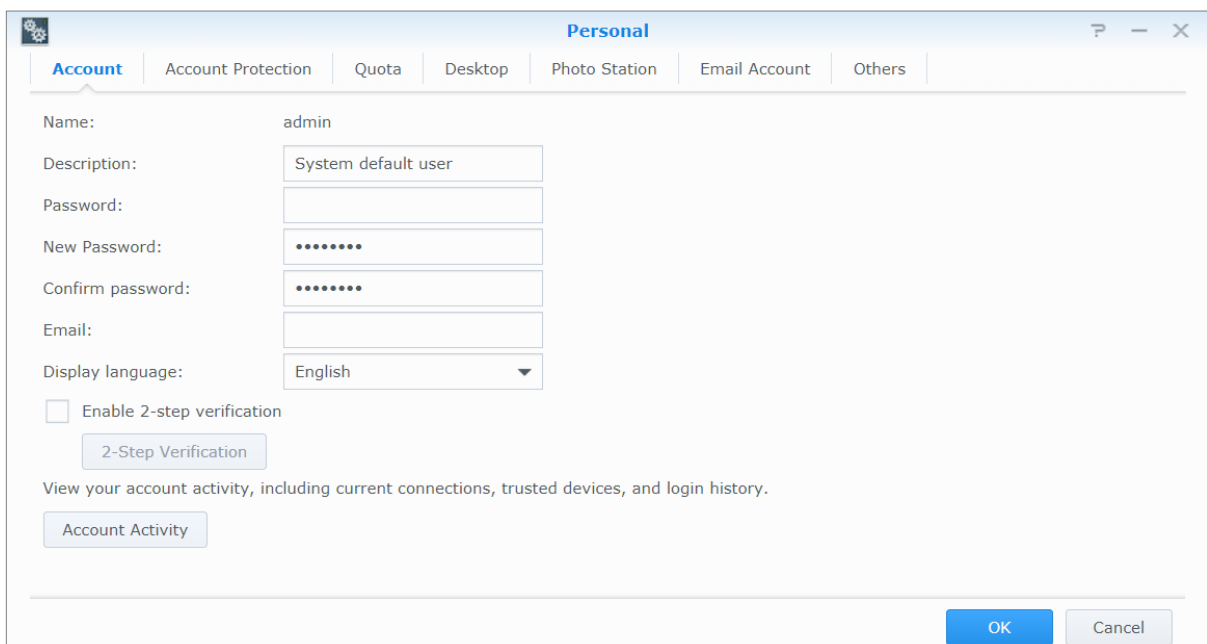 Personal
Account Account Protection Quota Desktop Photo Station Email Account Others
Name: admin
Description: System default user
Password:
New Password: ••••••••
Confirm password: ••••••••
Email:
Display language: English
Enable 2-step verification
2-Step Verification
View your account activity, including current connections, trusted devices, and login history.
Account Activity
OK Cancel